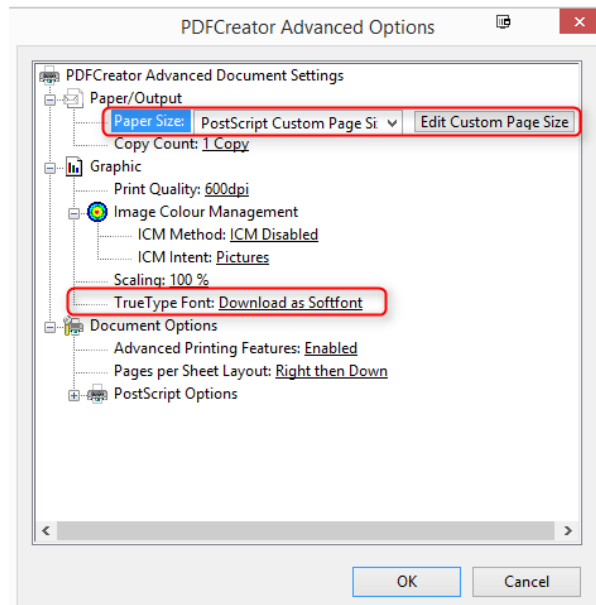 PDFCreator Advanced Options
PDFCreator Advanced Document Settings
Paper/Output
Paper Size: PostScript Custom Page Si Edit Custom Page Size
Copy Count: 1 Copy
Graphic
Print Quality: 600dpi
Image Colour Management
ICM Method: ICM Disabled
ICM Intent: Pictures
Scaling: 100 %
TrueType Font: Download as Softfont
Document Options
Advanced Printing Features: Enabled
Pages per Sheet Layout: Right then Down
PostScript Options
OK Cancel